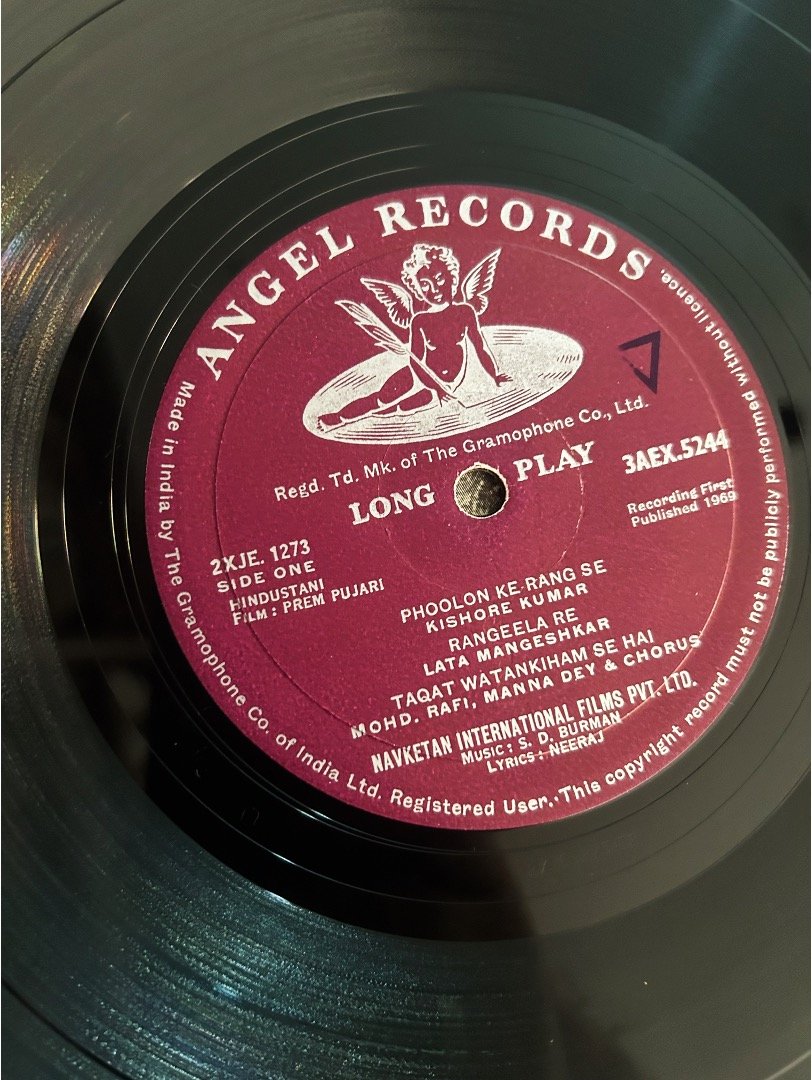 ANGEL RECORDS
Regd. Td. Mk. of The Gramophone Co., Ltd.
LONG PLAY
3AEX.5244
Recording First
Published 1969
2XJE. 1273
SIDE ONE
HINDUSTANI
FILM: PREM PUJARI
PHOOLON KE RANG SE
KISHORE KUMAR
RANGEELA RE
LATA MANGESHKAR
TAQAT WATANKIHAM SE HAI
MOHD. RAFI, MANNA DEY & CHORUS
NAVKETAN INTERNATIONAL FILMS PVT. LTD.
MUSIC: S. D. BURMAN
LYRICS: NEERAJ
Made in India by The Gramophone Co. of India Ltd. Registered User.·This copyright record must not be publicly performed without licence.